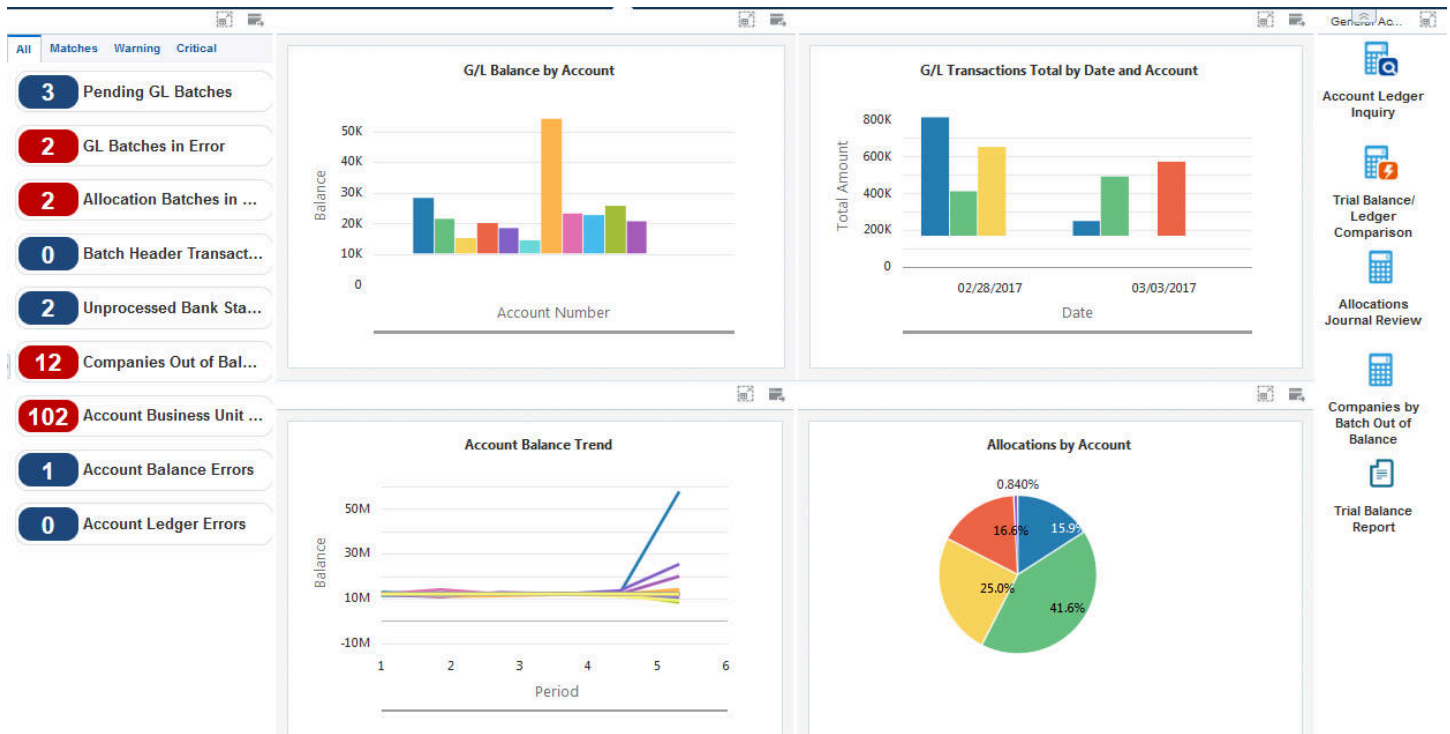 All Matches Warning Critical
3 Pending GL Batches
2 GL Batches in Error
2 Allocation Batches in ...
0 Batch Header Transact...
2 Unprocessed Bank Sta...
12 Companies Out of Bal...
102 Account Business Unit ...
1 Account Balance Errors
0 Account Ledger Errors
G/L Balance by Account
50K
40K
30K
20K
10K
0
Balance
Account Number
G/L Transactions Total by Date and Account
800K
600K
400K
200K
0
Total Amount
02/28/2017 03/03/2017
Date
Account Balance Trend
50M
30M
10M
-10M
Balance
1 2 3 4 5 6
Period
Allocations by Account
0.840%
16.6% 15.9%
25.0%
41.6%
General Ac...
Account Ledger
Inquiry
Trial Balance/
Ledger
Comparison
Allocations
Journal Review
Companies by
Batch Out of
Balance
Trial Balance
Report